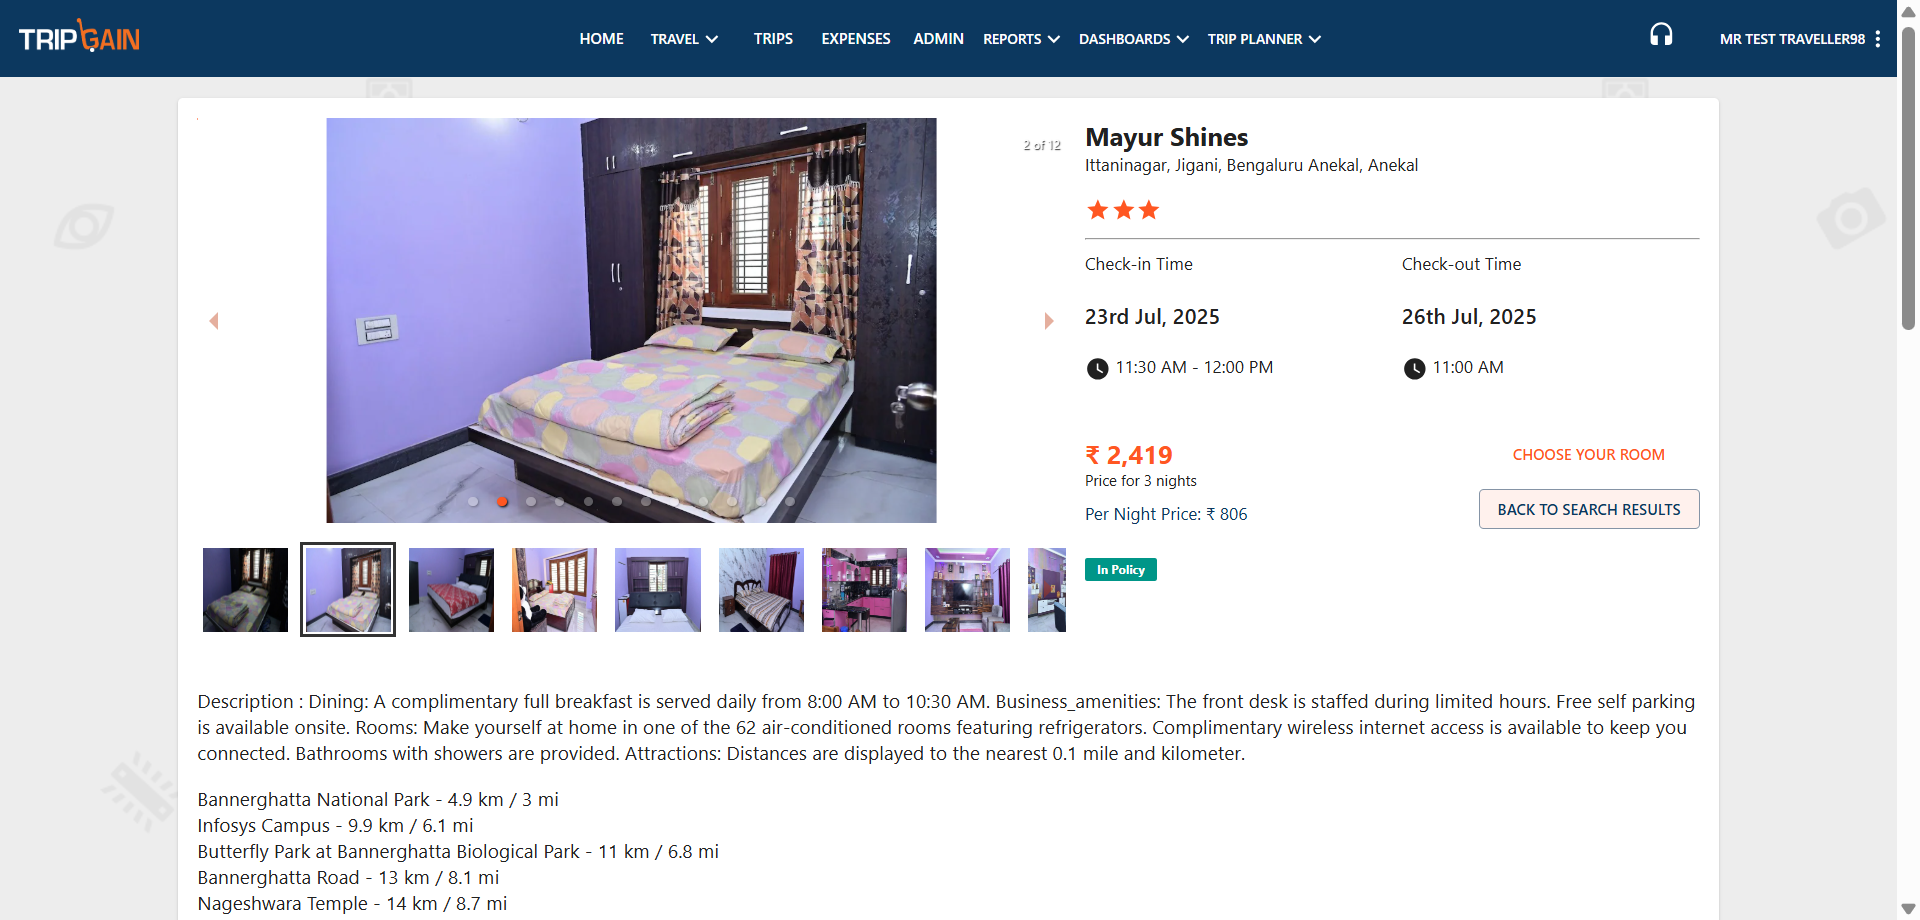 TRIPGAIN
HOME
TRAVEL
TRIPS
EXPENSES
ADMIN
REPORTS
DASHBOARDS
TRIP PLANNER
MR TEST TRAVELLER98
2 of 12
Mayur Shines
Ittaninagar, Jigani, Bengaluru Anekal, Anekal
Check-in Time
Check-out Time
23rd Jul, 2025
26th Jul, 2025
11:30 AM - 12:00 PM
11:00 AM
₹ 2,419
CHOOSE YOUR ROOM
Price for 3 nights
BACK TO SEARCH RESULTS
Per Night Price: ₹ 806
In Policy
Description : Dining: A complimentary full breakfast is served daily from 8:00 AM to 10:30 AM. Business_amenities: The front desk is staffed during limited hours. Free self parking
is available onsite. Rooms: Make yourself at home in one of the 62 air-conditioned rooms featuring refrigerators. Complimentary wireless internet access is available to keep you
connected. Bathrooms with showers are provided. Attractions: Distances are displayed to the nearest 0.1 mile and kilometer.
Bannerghatta National Park - 4.9 km / 3 mi
Infosys Campus - 9.9 km / 6.1 mi
Butterfly Park at Bannerghatta Biological Park - 11 km / 6.8 mi
Bannerghatta Road - 13 km / 8.1 mi
Nageshwara Temple - 14 km / 8.7 mi